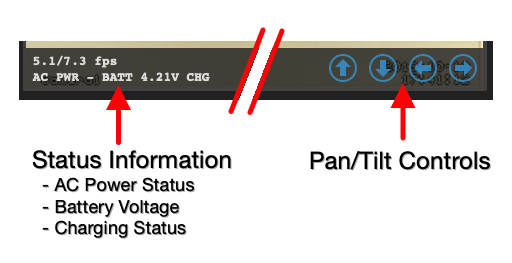 5.1/7.3 fps
AC PWR - BATT 4.21V CHG
Status Information
- AC Power Status
- Battery Voltage
- Charging Status
Pan/Tilt Controls